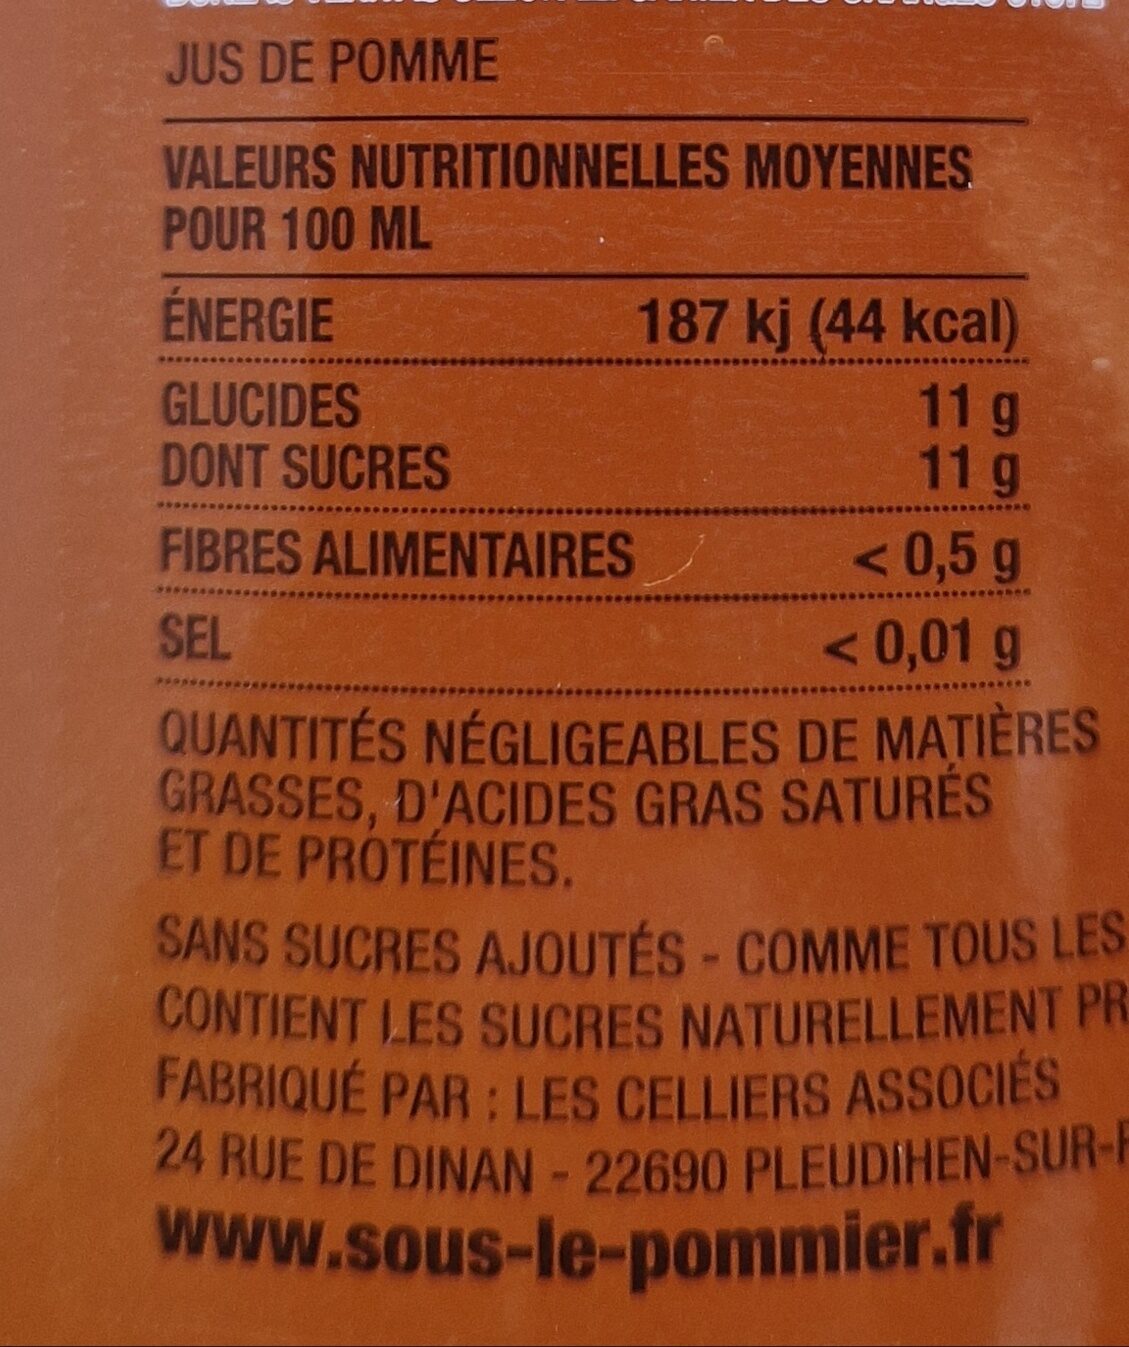 JUS DE POMME
VALEURS NUTRITIONNELLES MOYENNES
POUR 100 ML
ÉNERGIE 187 kj (44 kcal)
GLUCIDES 11 g
DONT SUCRES 11 g
FIBRES ALIMENTAIRES < 0,5 g
SEL < 0,01 g
QUANTITÉS NÉGLIGEABLES DE MATIÈRES
GRASSES, D'ACIDES GRAS SATURÉS
ET DE PROTÉINES.
SANS SUCRES AJOUTÉS - COMME TOUS LES
CONTIENT LES SUCRES NATURELLEMENT PR
FABRIQUÉ PAR : LES CELLIERS ASSOCIÉS
24 RUE DE DINAN - 22690 PLEUDIHEN-SUR-
www.sous-le-pommier.fr